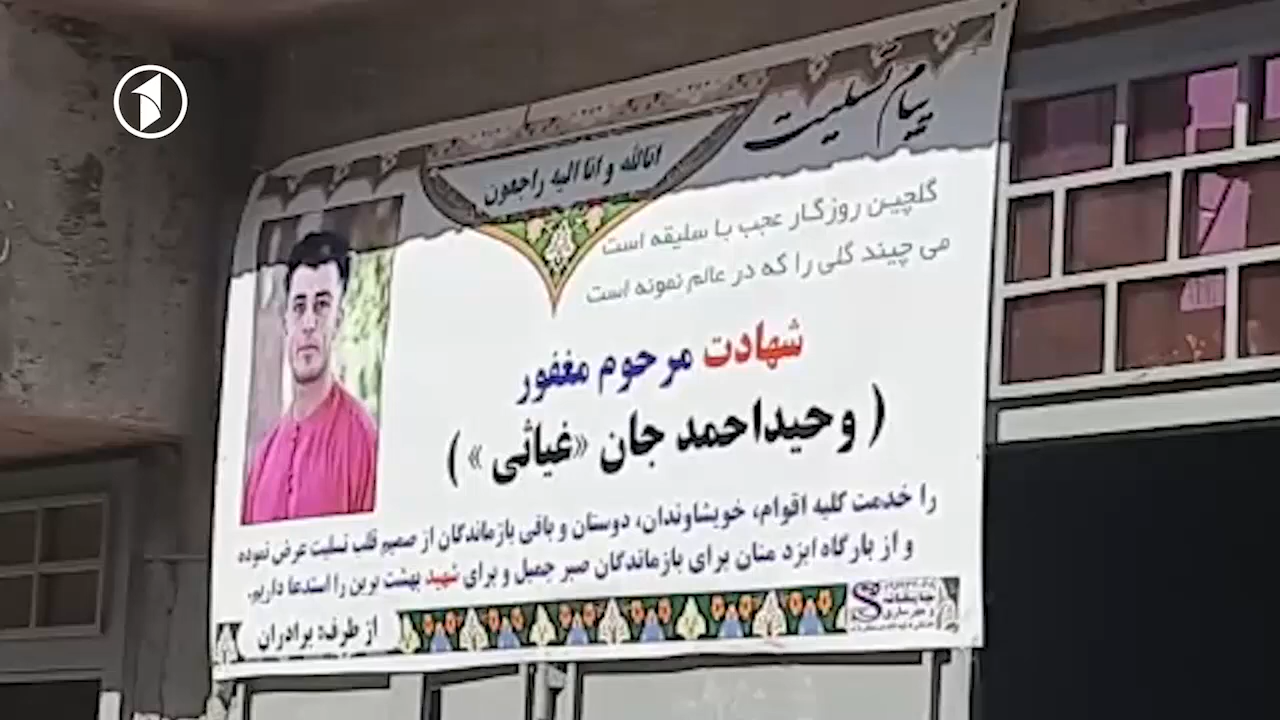 پیام تسلیت
انالله و انا الیه راجعون
گلچین روزگار عجب با سلیقه است
می چیند گلی را که در عالم نمونه است
شهادت مرحوم مغفور
( وحیداحمد جان «غیاثی » )
را خدمت کلیه اقوام، خویشاوندان، دوستان و باقی بازماندگان از صمیم قلب تسلیت عرض نموده
و از بارگاه ایزد منان برای بازماندگان صبر جمیل و برای شهید بهشت برین را استدعا داریم.
از طرف: برادران